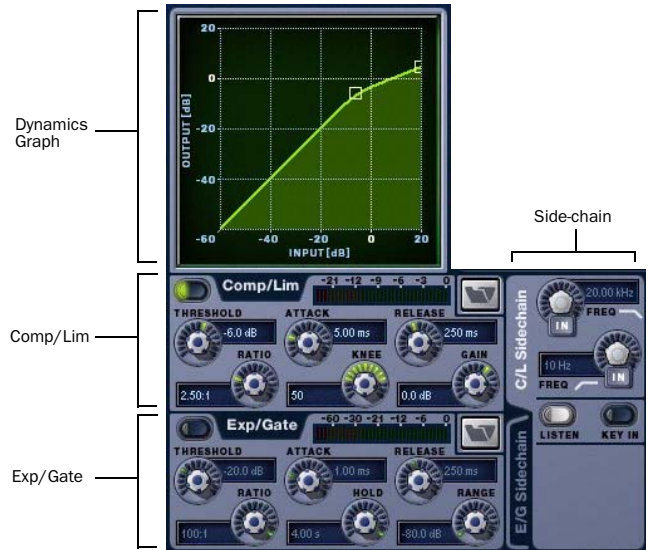 Dynamics
Graph
OUTPUT [dB]
20
0
-20
-40
-60
-40
-20
0
20
INPUT [dB]
Side-chain
Comp/Lim
Comp/Lim
-21 -12 -9 -6 -3 0
THRESHOLD
-6.0 dB
ATTACK
5.00 ms
RELEASE
250 ms
RATIO
2.50:1
KNEE
50
GAIN
0.0 dB
C/L Sidechain
20.00 kHz
FREQ
IN
10 Hz
FREQ
IN
LISTEN
KEY IN
E/G Sidechain
Exp/Gate
Exp/Gate
-60 -30 -21 -12 -6 0
THRESHOLD
-20.0 dB
ATTACK
1.00 ms
RELEASE
250 ms
RATIO
100:1
HOLD
4.00 s
RANGE
-80.0 dB